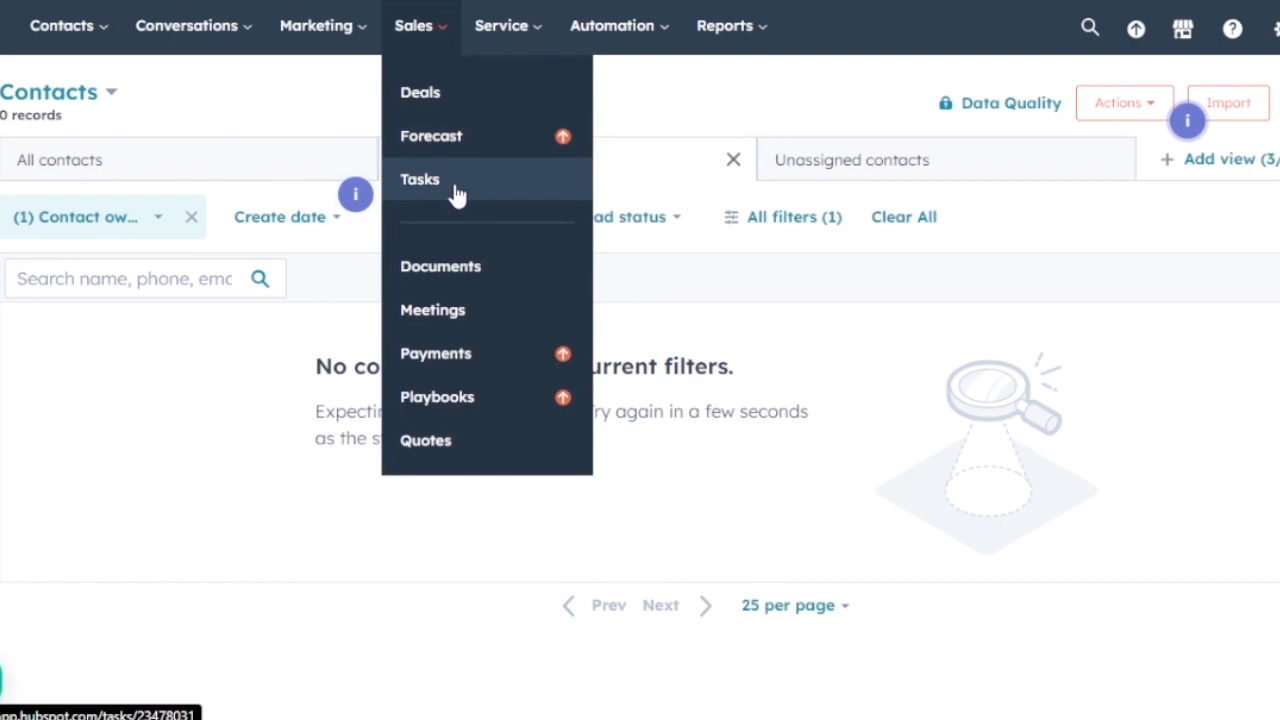 Contacts Conversations Marketing Sales Service Automation Reports
Contacts
0 records
Data Quality
Actions
Import
All contacts
Unassigned contacts
+ Add view (3/
(1) Contact ow...
Create date
ad status
All filters (1)
Clear All
Search name, phone, ema
Deals
Forecast
Tasks
Documents
Meetings
Payments
Playbooks
Quotes
No co
urrent filters.
Expectin
ry again in a few seconds
as the s
Prev Next
25 per page
app.hubspot.com/tasks/23478031